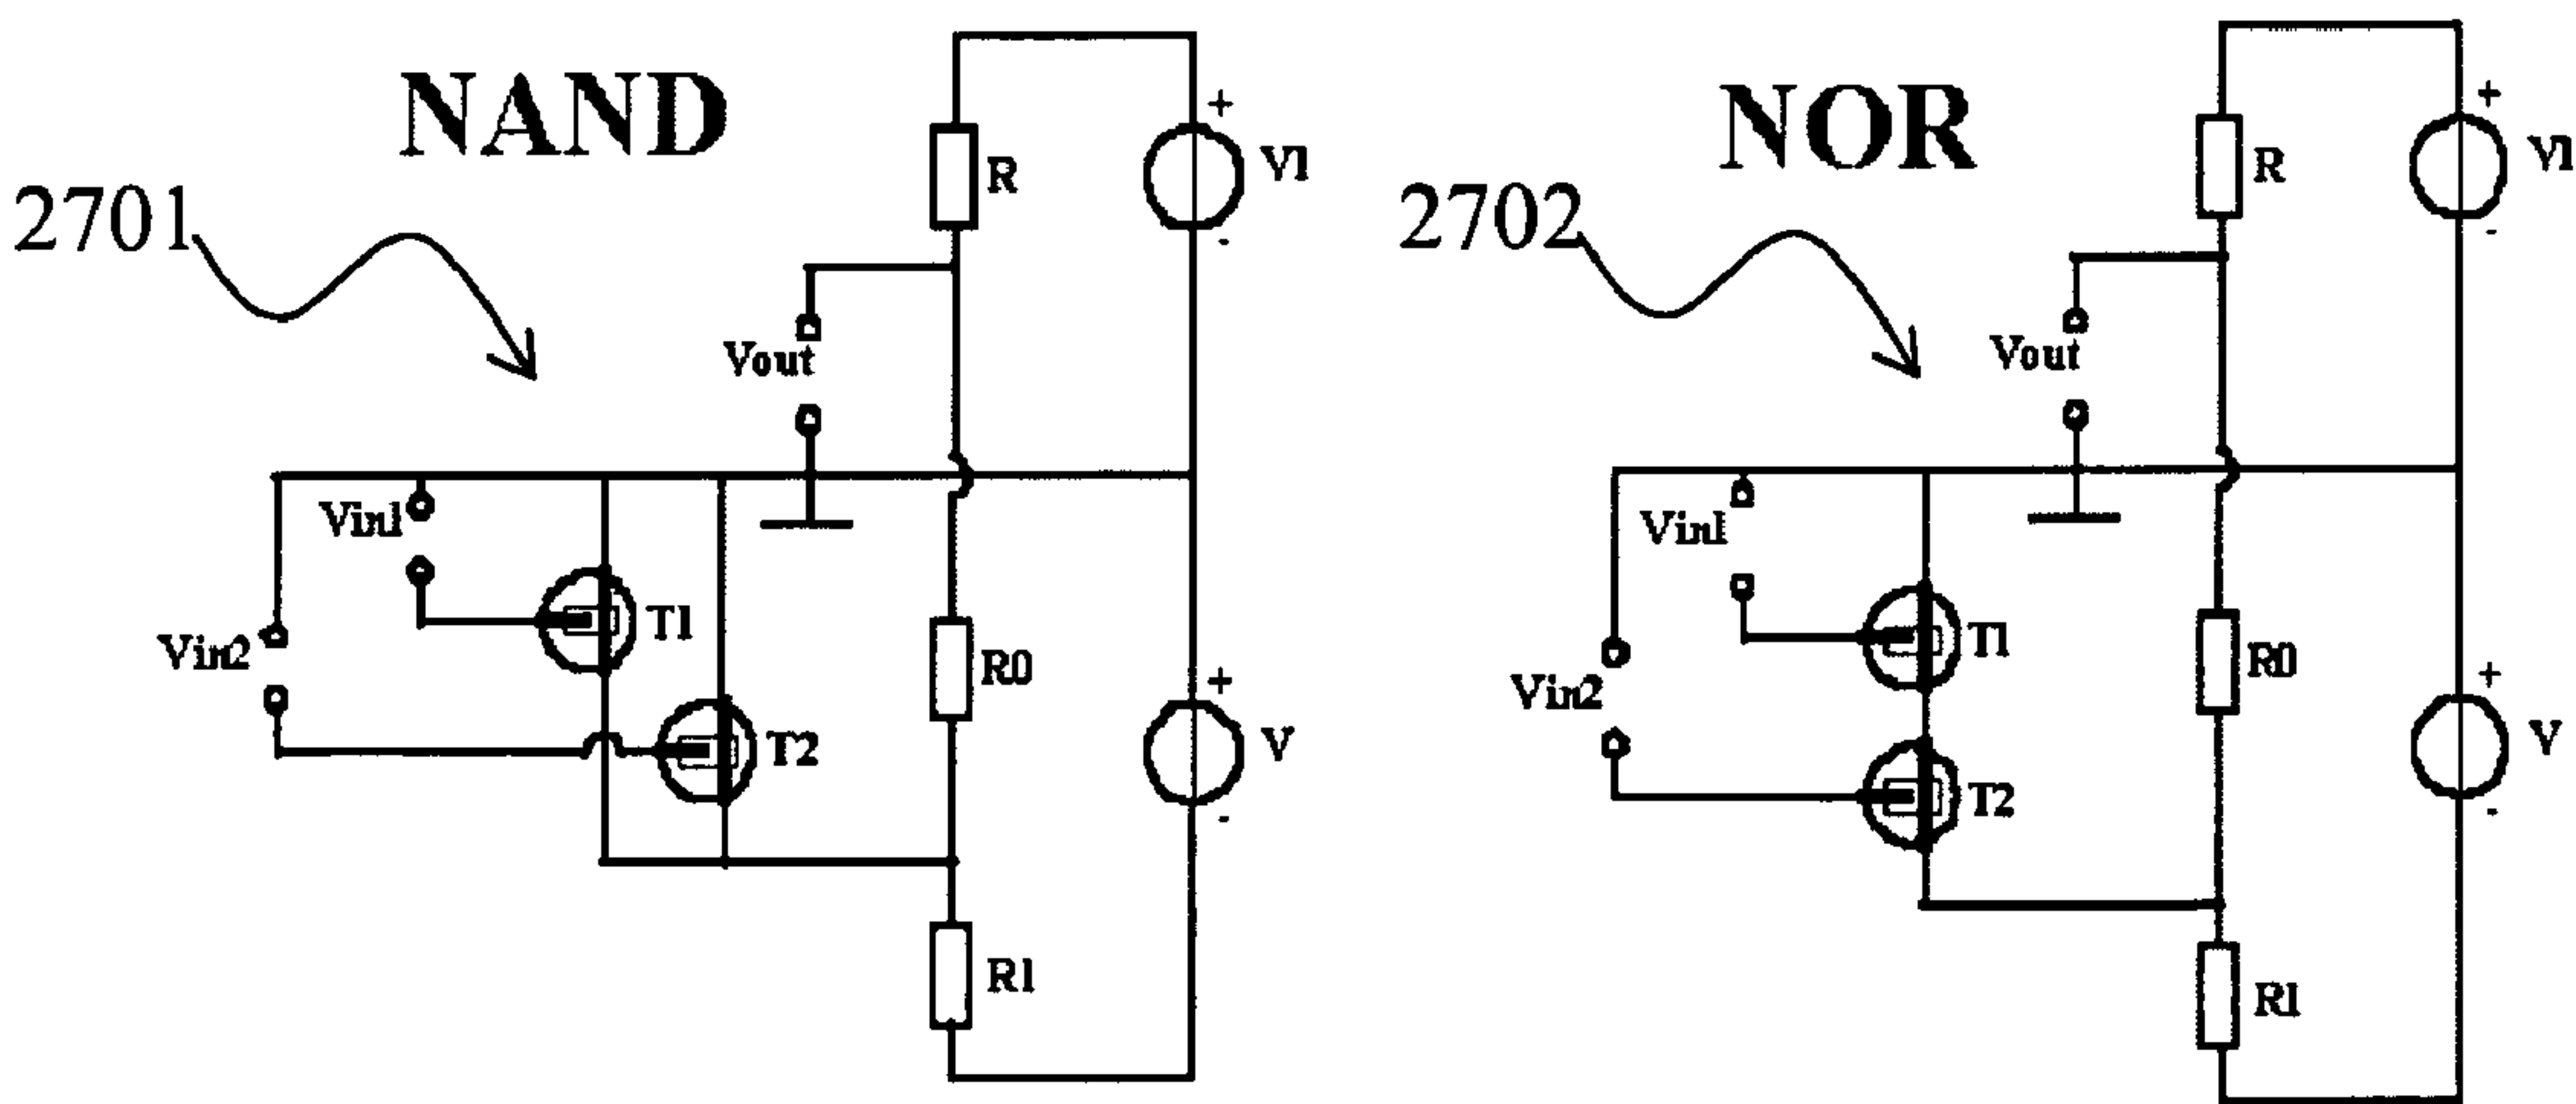 NAND
2701
+
R
V1
-
Vout
Vin1
T1
Vin2
T2
R0
+
V
-
R1
NOR
2702
+
R
V1
-
Vout
Vin1
T1
Vin2
T2
R0
+
V
-
R1